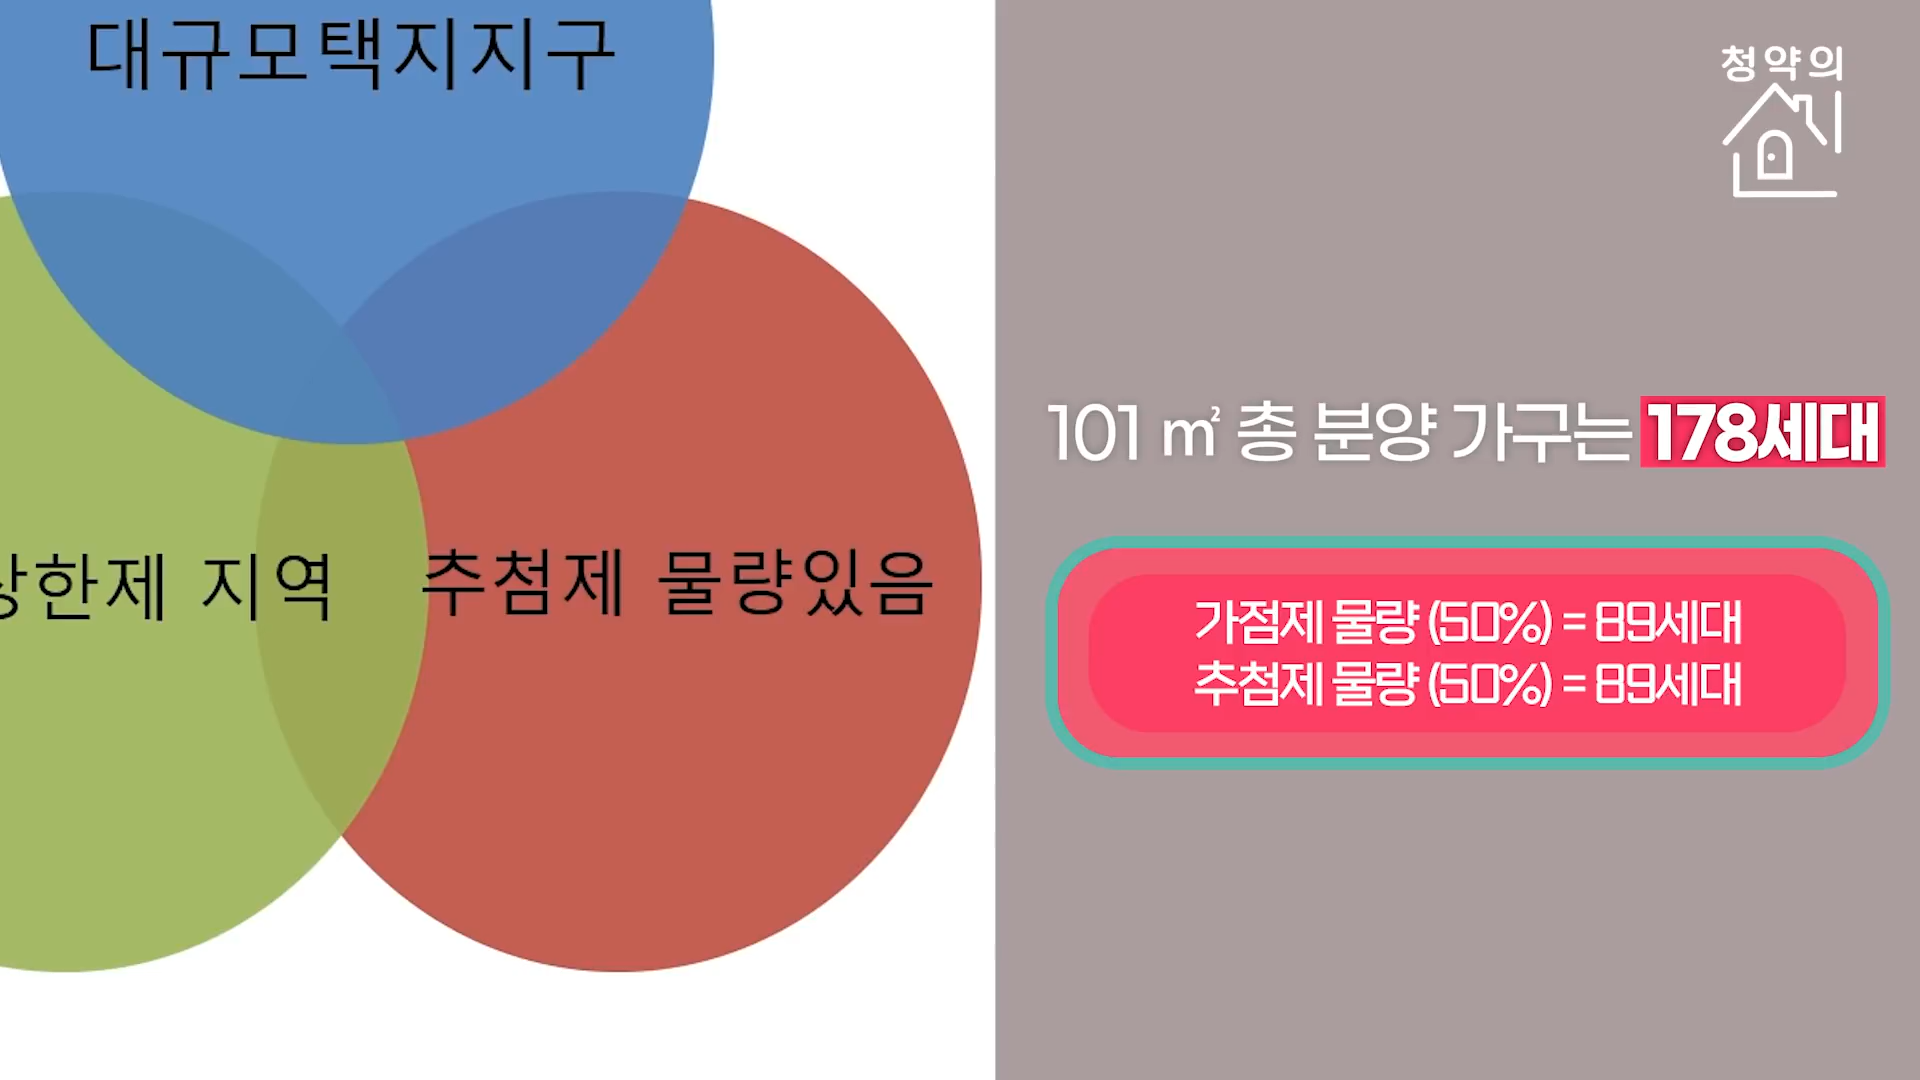 대규모택지지구
상한제 지역
추첨제 물량있음
청약의
101 ㎡ 총 분양 가구는 178세대
가점제 물량 (50%) = 89세대
추첨제 물량 (50%) = 89세대